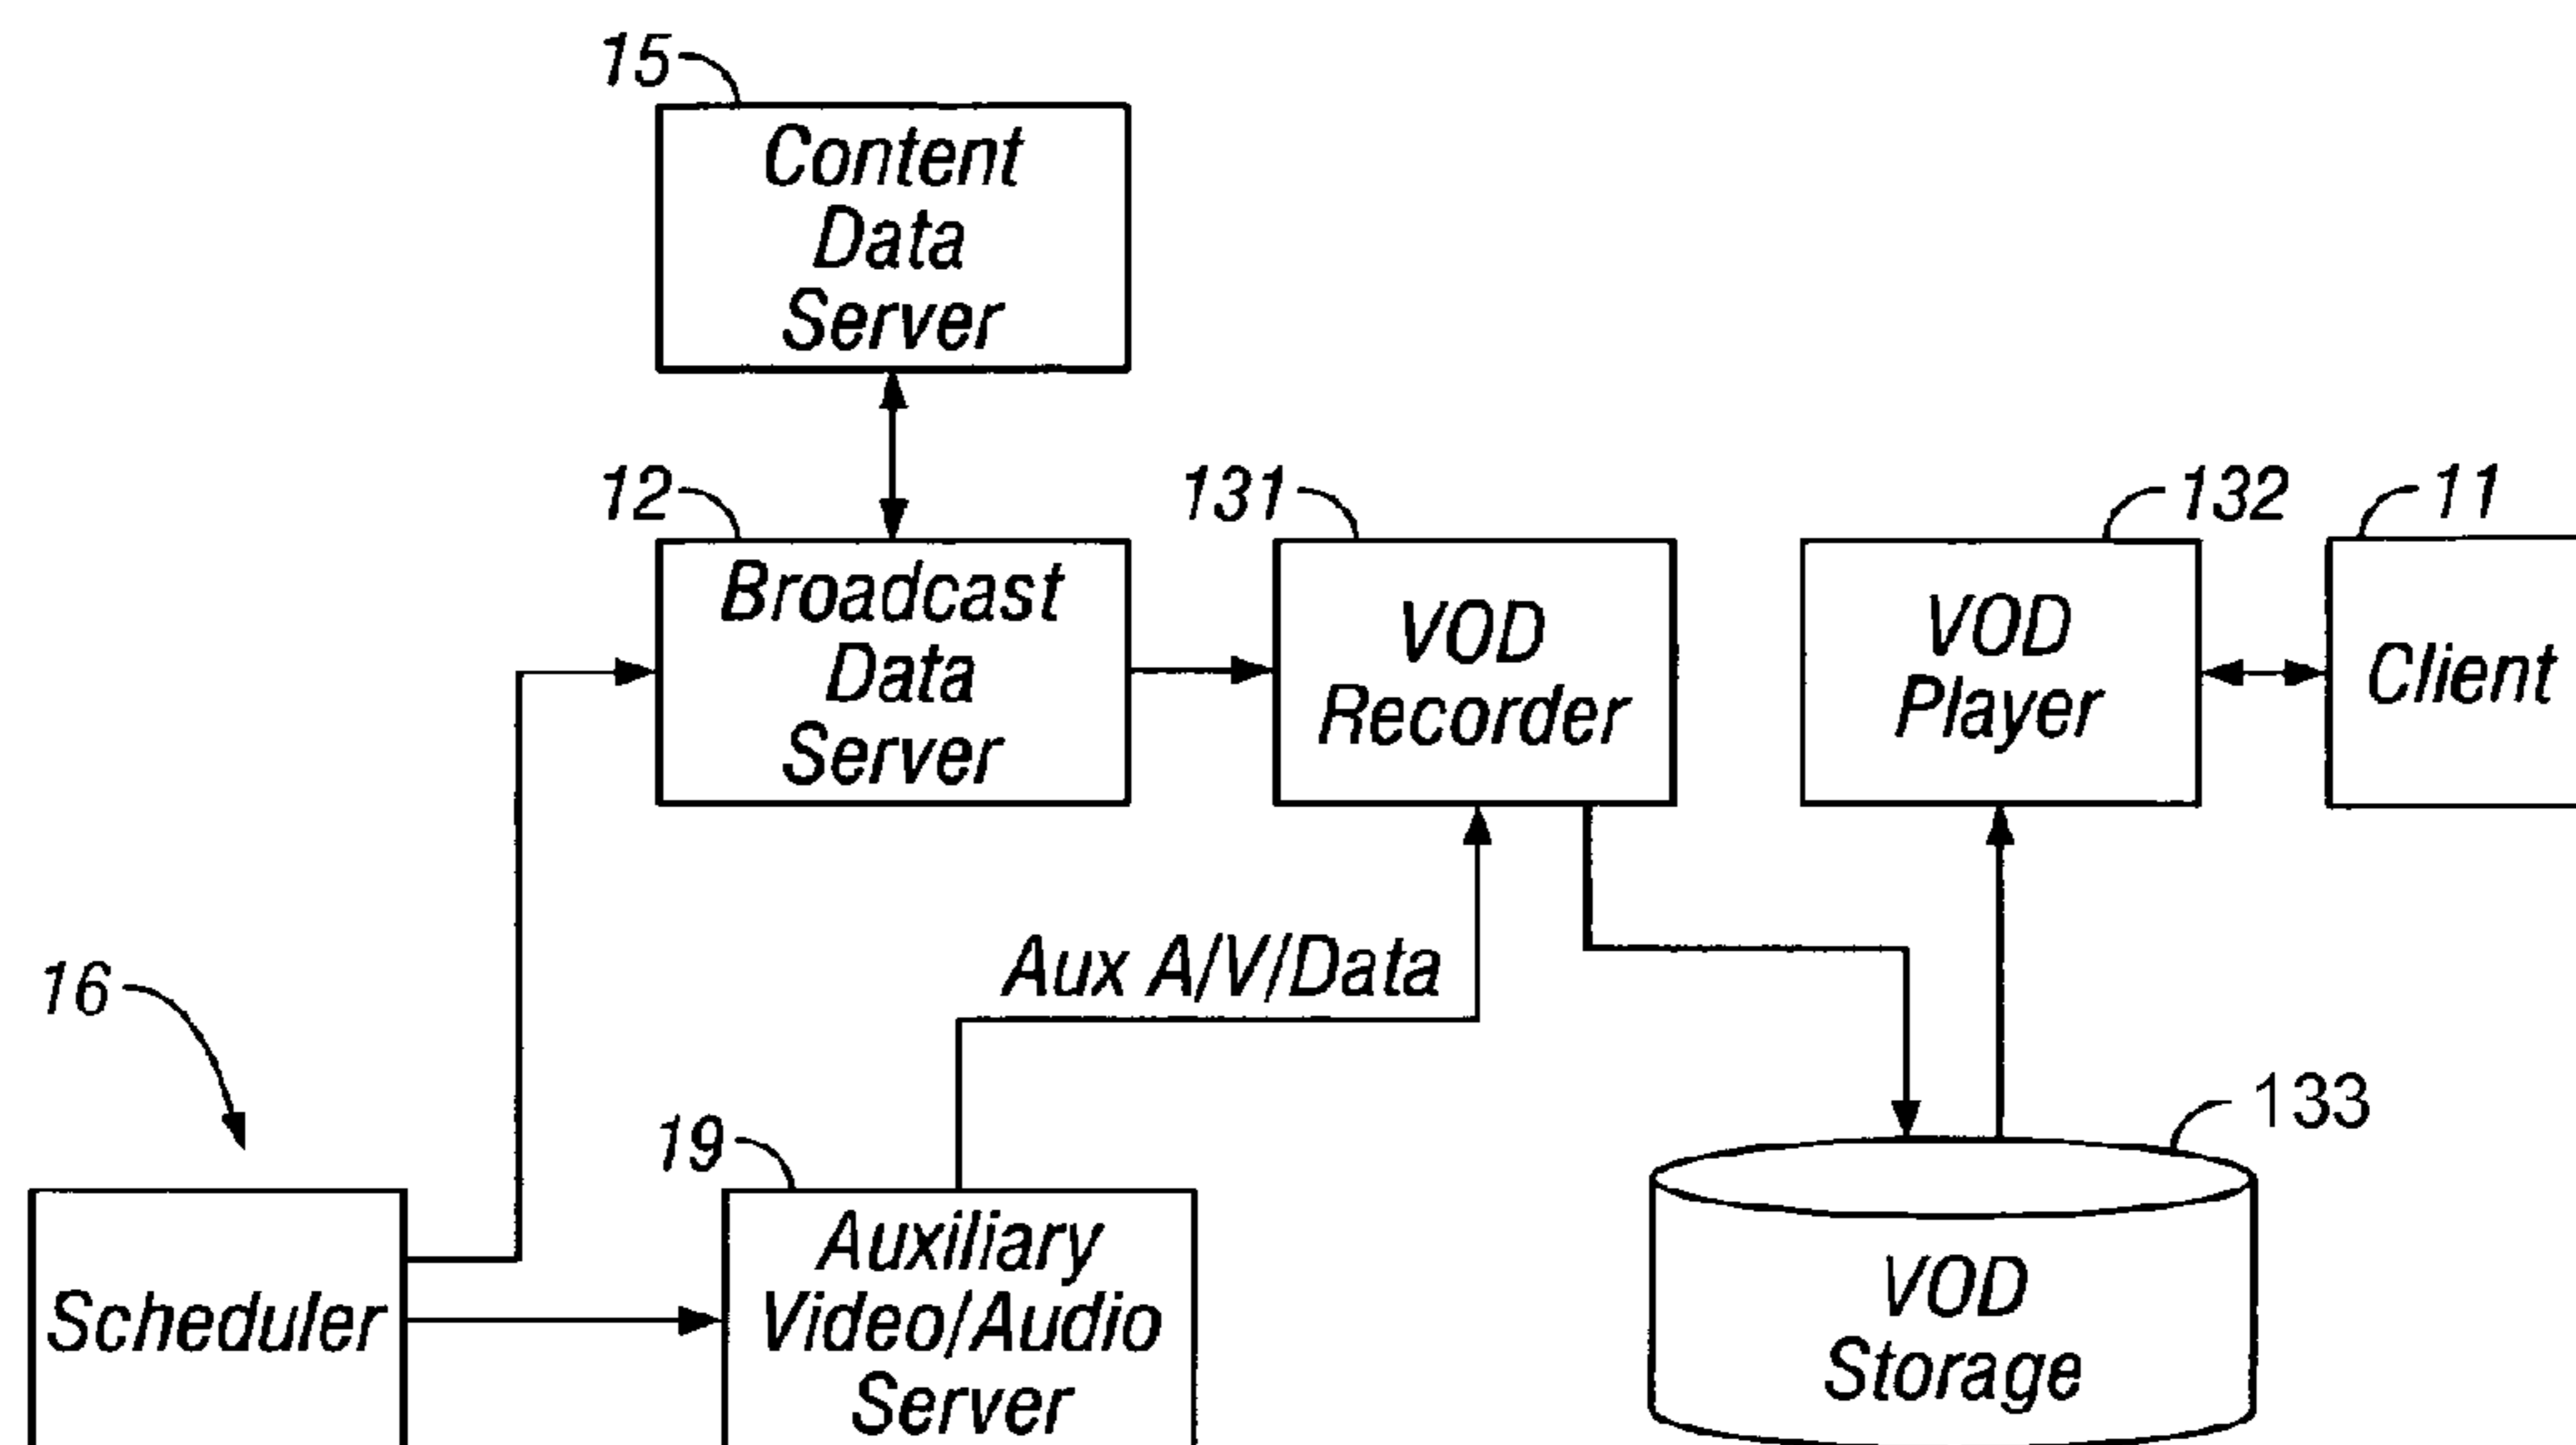 15
Content
Data
Server
12
Broadcast
Data
Server
131
VOD
Recorder
132
VOD
Player
11
Client
Aux A/V/Data
16
Scheduler
19
Auxiliary
Video/Audio
Server
133
VOD
Storage